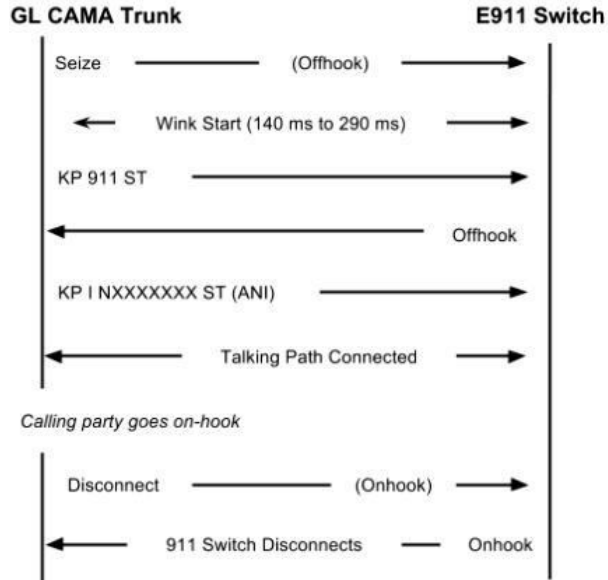 GL CAMA Trunk E911 Switch
Seize (Offhook)
Wink Start (140 ms to 290 ms)
KP 911 ST
Offhook
KP I NXXXXXXX ST (ANI)
Talking Path Connected
Calling party goes on-hook
Disconnect (Onhook)
911 Switch Disconnects Onhook